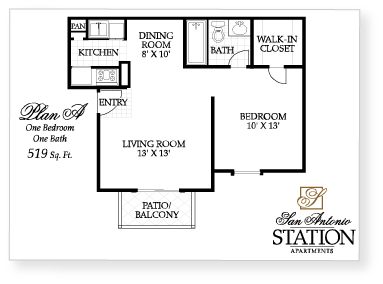 PAN
KITCHEN
DINING
ROOM
8' X 10'
BATH
WALK-IN
CLOSET
ENTRY
Plan A
One Bedroom
One Bath
519 Sq. Ft.
BEDROOM
10' X 13'
LIVING ROOM
13' X 13'
PATIO/
BALCONY
San Antonio
STATION
APARTMENTS